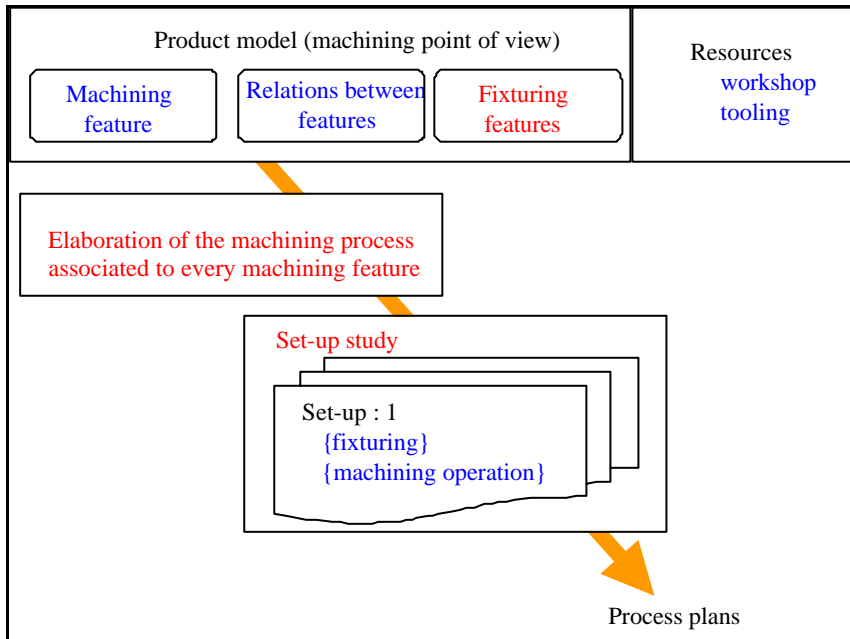 Product model (machining point of view)
Machining
feature
Relations between
features
Fixturing
features
Resources
workshop
tooling
Elaboration of the machining process
associated to every machining feature
Set-up study
Set-up : 1
{fixturing}
{machining operation}
Process plans